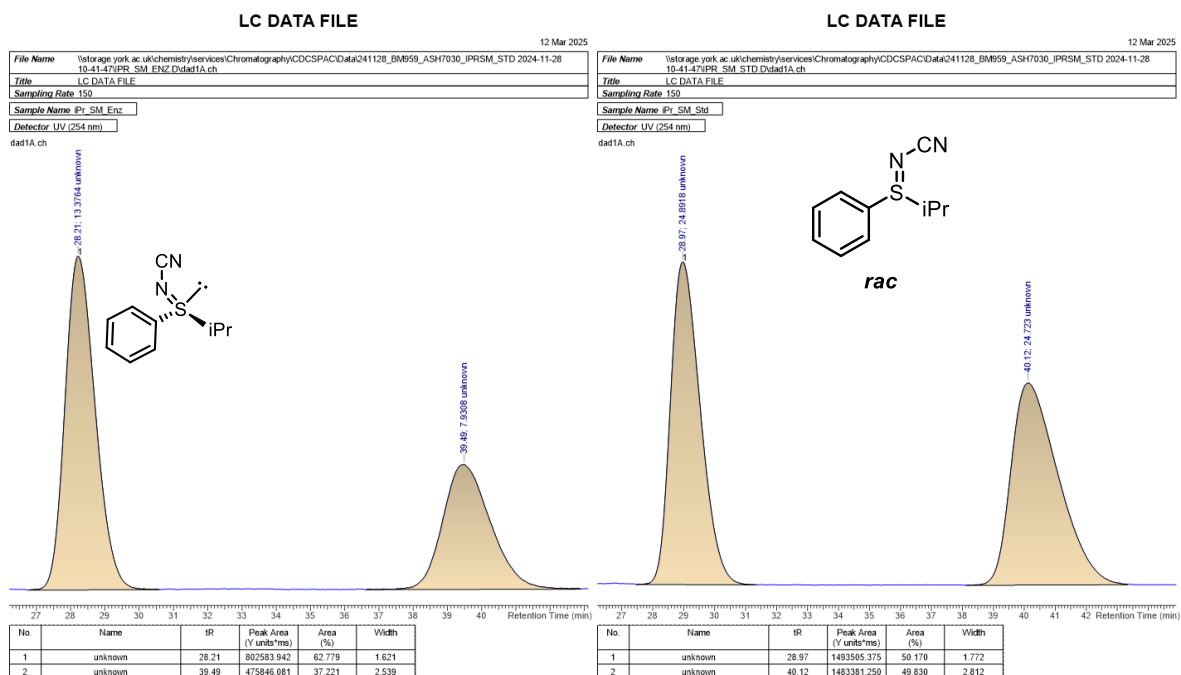 LC DATA FILE
12 Mar 2025
File Name \\storage.york.ac.uk\chemistry\services\Chromatography\CDCSPAC\Data\241128_BM959_ASH7030_IPRSM_STD 2024-11-28
10-41-47\IPR_SM_ENZ.D\dad1A.ch
Title LC DATA FILE
Sampling Rate 150
Sample Name iPr_SM_Enz
Detector UV (254 nm)
dad1A.ch
28.21; 13.3764 unknown
CN
N
S
iPr
39.49; 7.9308 unknown
27 28 29 30 31 32 33 34 35 36 37 38 39 40 Retention Time (min)
No. Name tR Peak Area Area Width
(Y units*ms) (%)
1 unknown 28.21 802583.942 62.779 1.621
2 unknown 39.49 475846.081 37.221 2.539
LC DATA FILE
12 Mar 2025
File Name \\storage.york.ac.uk\chemistry\services\Chromatography\CDCSPAC\Data\241128_BM959_ASH7030_IPRSM_STD 2024-11-28
10-41-47\IPR_SM_STD.D\dad1A.ch
Title LC DATA FILE
Sampling Rate 150
Sample Name iPr_SM_Std
Detector UV (254 nm)
dad1A.ch
28.97; 24.8918 unknown
CN
N
S
iPr
rac
40.12; 24.723 unknown
27 28 29 30 31 32 33 34 35 36 37 38 39 40 41 42 Retention Time (min)
No. Name tR Peak Area Area Width
(Y units*ms) (%)
1 unknown 28.97 1493505.375 50.170 1.772
2 unknown 40.12 1483381.250 49.830 2.812